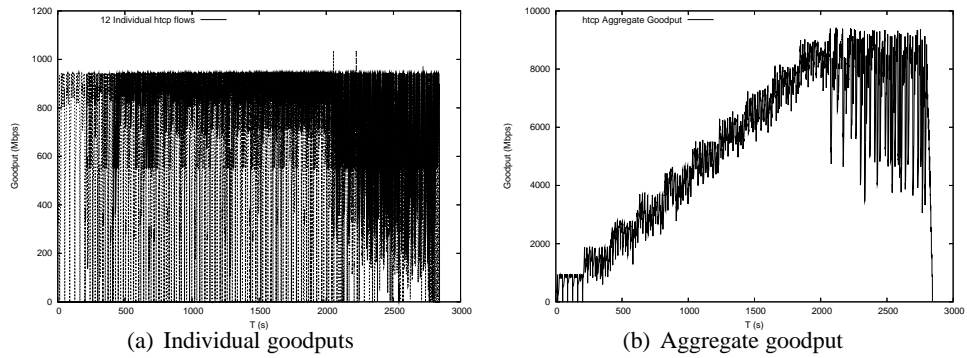 12 Individual htcp flows
1200
1000
800
600
400
200
0
Goodput (Mbps)
0 500 1000 1500 2000 2500 3000
T (s)
(a) Individual goodputs
htcp Aggregate Goodput
10000
8000
6000
4000
2000
0
Goodput (Mbps)
0 500 1000 1500 2000 2500 3000
T (s)
(b) Aggregate goodput